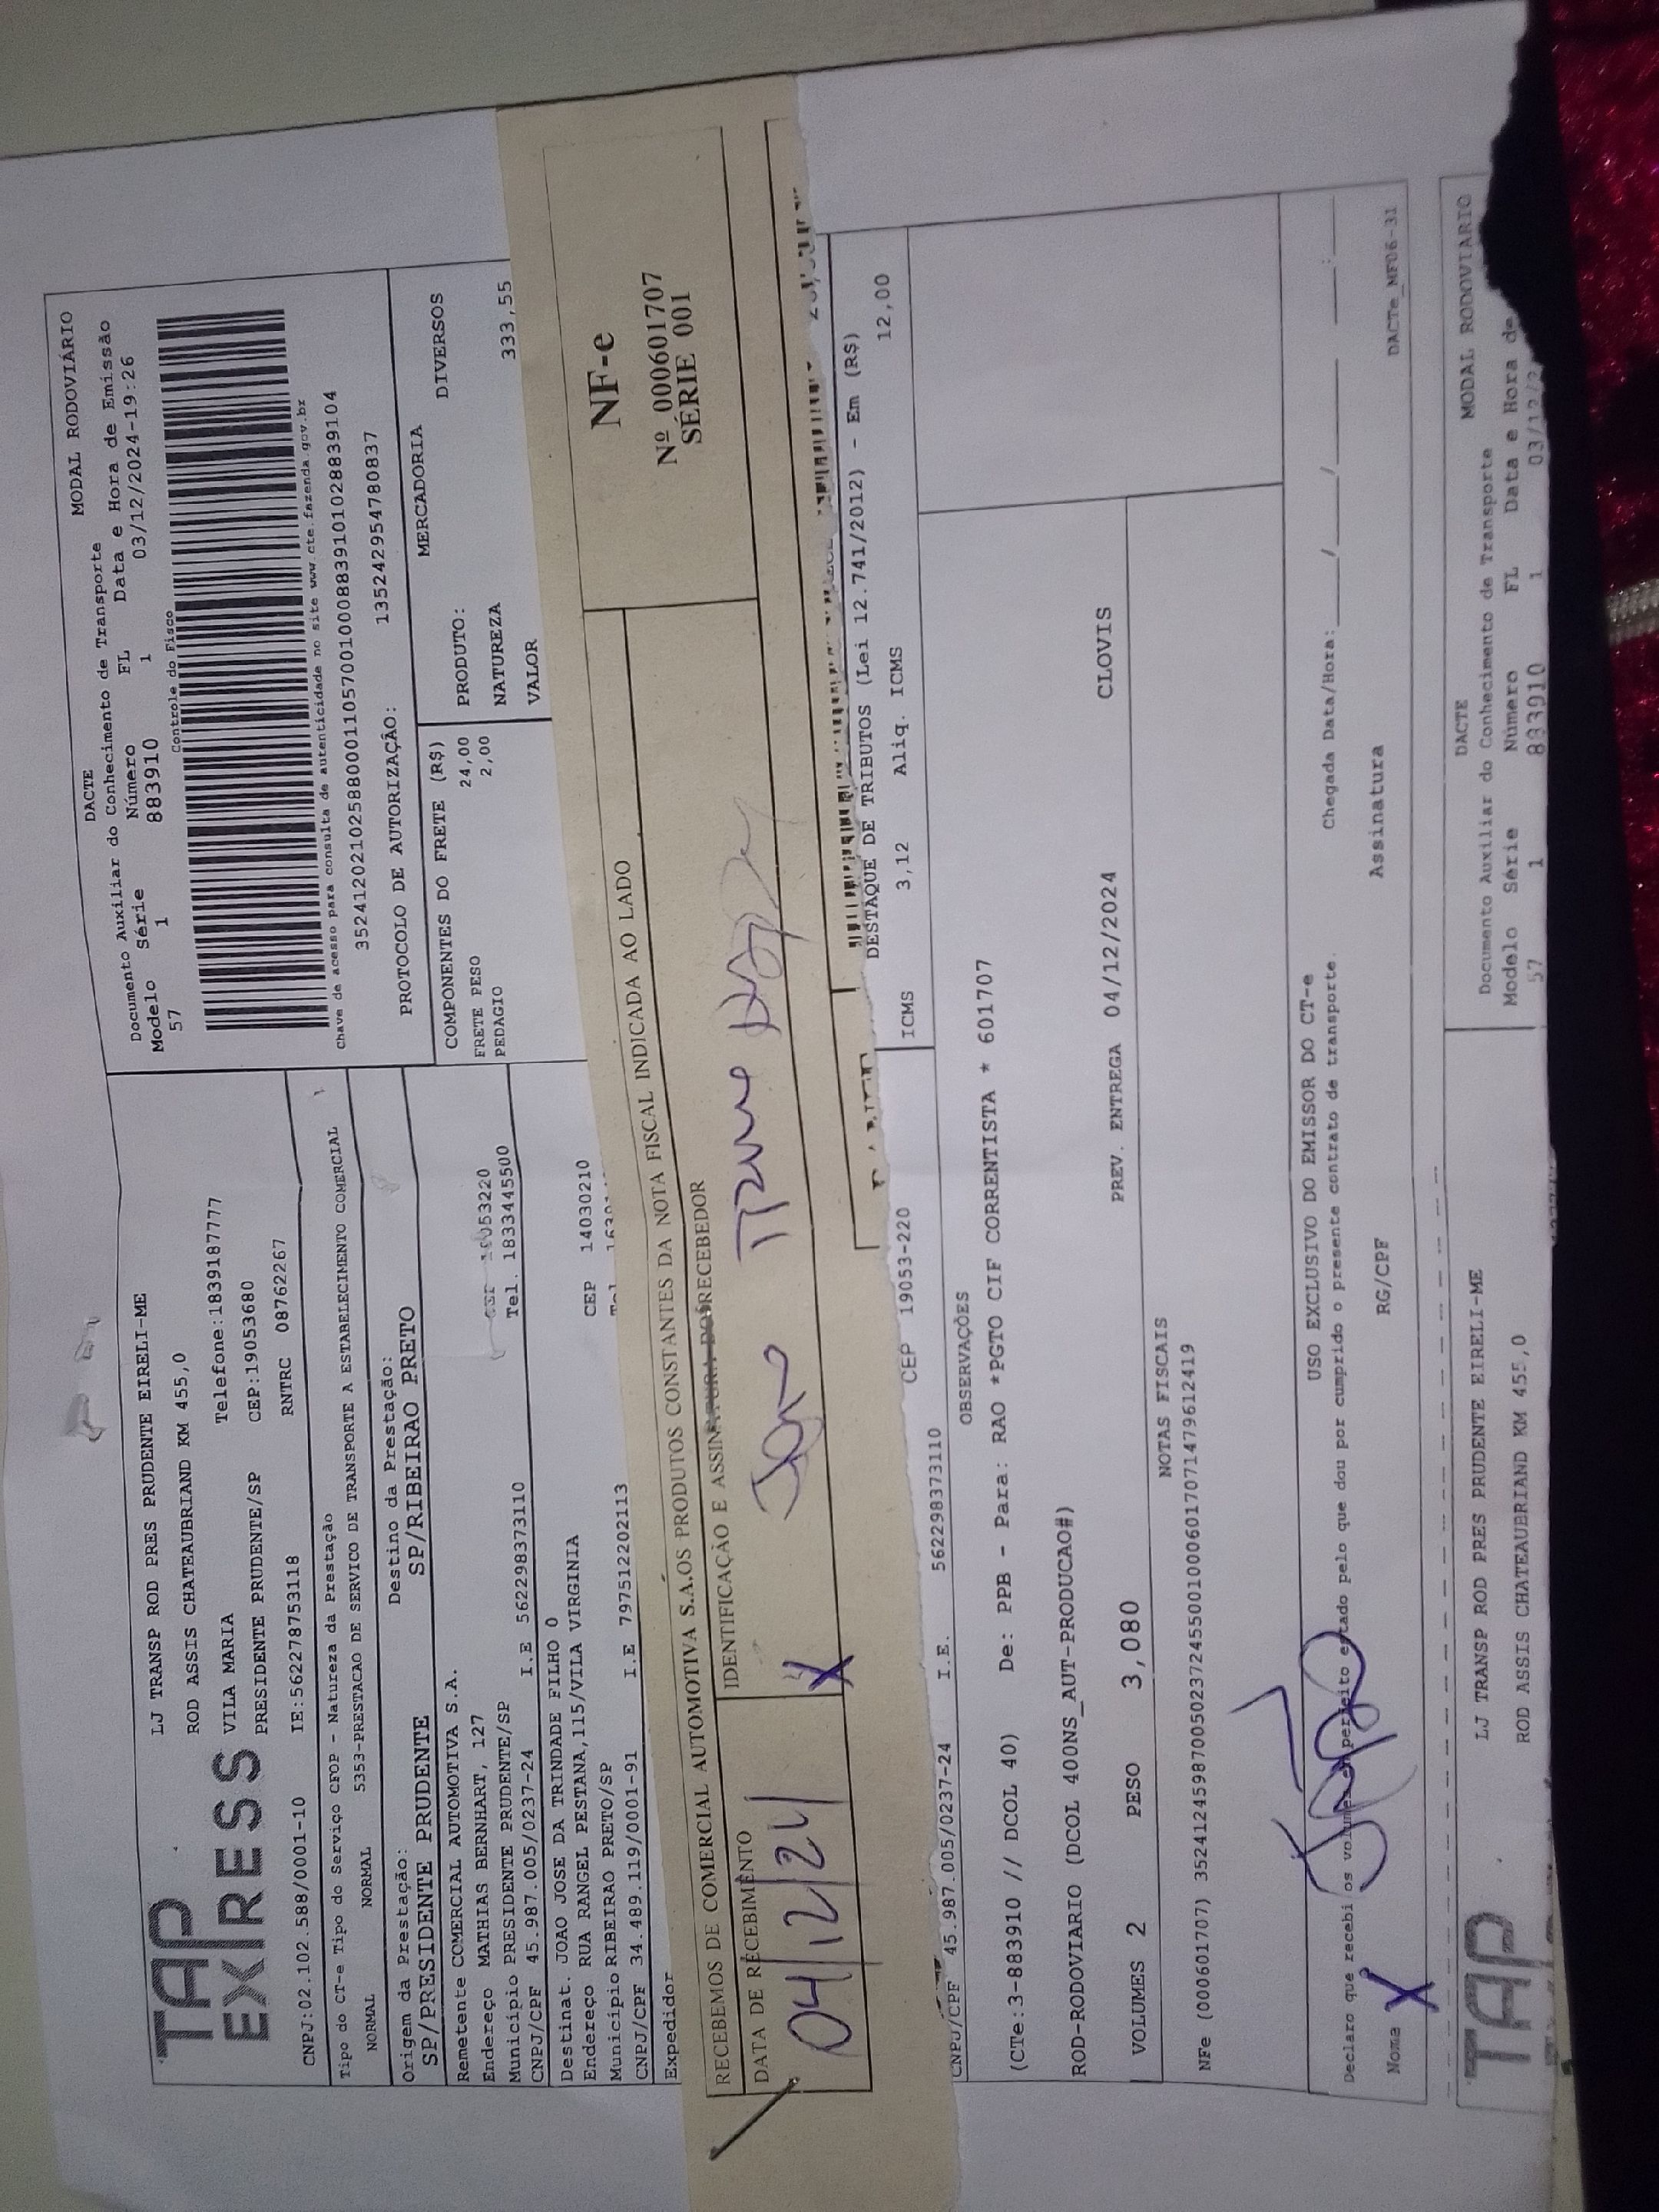 TAP
EXPRESS
LJ TRANSP ROD PRES PRUDENTE EIRELI-ME
ROD ASSIS CHATEAUBRIAND KM 455,0
VILA MARIA Telefone:1839187777
PRESIDENTE PRUDENTE/SP CEP:19053680
CNPJ:02.102.588/0001-10 IE:562278753118 RNTRC 08762267
DACTE MODAL RODOVIÁRIO
Documento Auxiliar do Conhecimento de Transporte
Modelo Série Número FL Data e Hora de Emissão
57 1 883910 1 03/12/2024-19:26
Controle do Fisco
Chave de acesso para consulta de autenticidade no site www.cte.fazenda.gov.br
35241202102588000110570010008839101028839104
PROTOCOLO DE AUTORIZAÇÃO: 135242954780837
Tipo do CT-e Tipo do Serviço CFOP - Natureza da Prestação
NORMAL NORMAL 5353-PRESTACAO DE SERVICO DE TRANSPORTE A ESTABELECIMENTO COMERCIAL
Origem da Prestação: Destino da Prestação:
SP/PRESIDENTE PRUDENTE SP/RIBEIRAO PRETO
COMPONENTES DO FRETE (R$)
FRETE PESO 24,00
PEDAGIO 2,00
MERCADORIA
PRODUTO: DIVERSOS
NATUREZA
VALOR 333,55
Remetente COMERCIAL AUTOMOTIVA S.A.
Endereço MATHIAS BERNHART, 127
Município PRESIDENTE PRUDENTE/SP CEP
CNPJ/CPF 45.987.005/0237-24 I.E 562298373110 Tel. 1833445500
Destinat. JOAO JOSE DA TRINDADE FILHO 0
Endereço RUA RANGEL PESTANA,115/VILA VIRGINIA
Município RIBEIRAO PRETO/SP CEP 14030210
CNPJ/CPF 34.489.119/0001-91 I.E 797512202113
Expedidor
RECEBEMOS DE COMERCIAL AUTOMOTIVA S.A.OS PRODUTOS CONSTANTES DA NOTA FISCAL INDICADA AO LADO
DATA DE RECEBIMENTO IDENTIFICAÇÃO E ASSINATURA DO RECEBEDOR
04/12/24 X
NF-e
Nº 000601707
SÉRIE 001
DESTAQUE DE TRIBUTOS (Lei 12.741/2012) - Em (R$)
CNPJ/CPF 45.987.005/0237-24 I.E. 562298373110 CEP 19053-220 ICMS 3,12 Aliq. ICMS 12,00
OBSERVAÇÕES
(CTe:3-883910 // DCOL 40) De: PPB - Para: RAO *PGTO CIF CORRENTISTA * 601707
ROD-RODOVIARIO (DCOL 400NS_AUT-PRODUCAO#)
VOLUMES 2 PESO 3,080 PREV. ENTREGA 04/12/2024 CLOVIS
NOTAS FISCAIS
NFe (000601707) 35241245987005023724550010006017071479612419
USO EXCLUSIVO DO EMISSOR DO CT-e
Declaro que recebi os volumes em perfeito estado pelo que dou por cumprido o presente contrato de transporte.
Chegada Data/Hora: ____/____/____ ____:____
Nome X RG/CPF Assinatura
DACTe_MF06-31
TAP
LJ TRANSP ROD PRES PRUDENTE EIRELI-ME
ROD ASSIS CHATEAUBRIAND KM 455,0
DACTE MODAL RODOVIARIO
Documento Auxiliar do Conhecimento de Transporte
Modelo Série Número FL Data e Hora de
57 1 883910 1 03/12/2